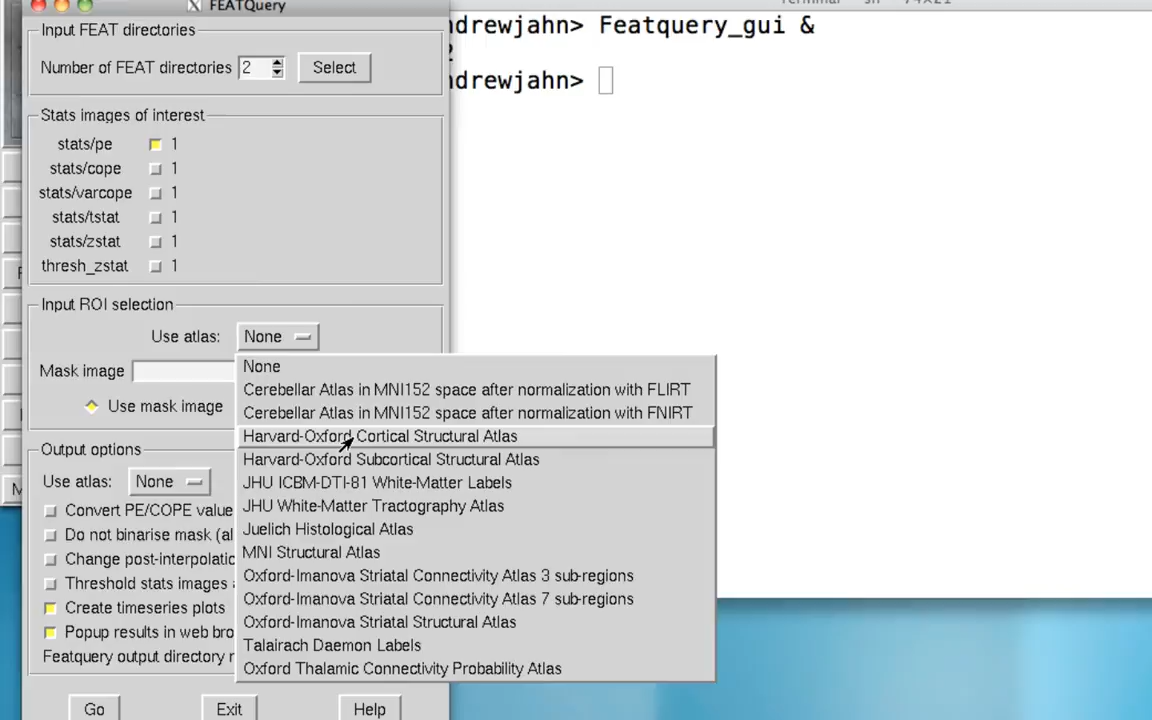 FEATQuery
Input FEAT directories
Number of FEAT directories 2 Select
Stats images of interest
stats/pe 1
stats/cope 1
stats/varcope 1
stats/tstat 1
stats/zstat 1
thresh_zstat 1
Input ROI selection
Use atlas: None
Mask image
Use mask image
Output options
Use atlas: None
Convert PE/COPE value
Do not binarise mask (al
Change post-interpolatic
Threshold stats images
Create timeseries plots
Popup results in web bro
Featquery output directory
Go Exit Help
None
Cerebellar Atlas in MNI152 space after normalization with FLIRT
Cerebellar Atlas in MNI152 space after normalization with FNIRT
Harvard-Oxford Cortical Structural Atlas
Harvard-Oxford Subcortical Structural Atlas
JHU ICBM-DTI-81 White-Matter Labels
JHU White-Matter Tractography Atlas
Juelich Histological Atlas
MNI Structural Atlas
Oxford-Imanova Striatal Connectivity Atlas 3 sub-regions
Oxford-Imanova Striatal Connectivity Atlas 7 sub-regions
Oxford-Imanova Striatal Structural Atlas
Talairach Daemon Labels
Oxford Thalamic Connectivity Probability Atlas
ndrewjahn> Featquery_gui &
2
ndrewjahn>